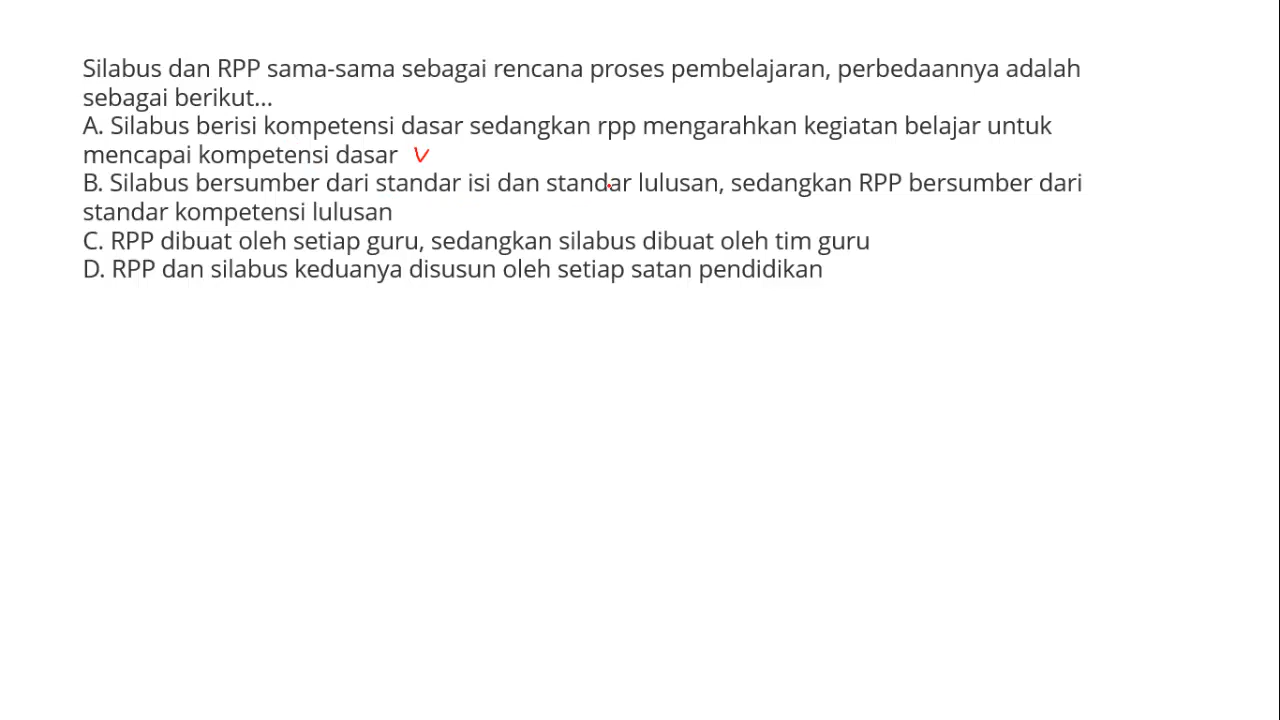 Silabus dan RPP sama-sama sebagai rencana proses pembelajaran, perbedaannya adalah
sebagai berikut...
A. Silabus berisi kompetensi dasar sedangkan rpp mengarahkan kegiatan belajar untuk
mencapai kompetensi dasar V
B. Silabus bersumber dari standar isi dan standar lulusan, sedangkan RPP bersumber dari
standar kompetensi lulusan
C. RPP dibuat oleh setiap guru, sedangkan silabus dibuat oleh tim guru
D. RPP dan silabus keduanya disusun oleh setiap satan pendidikan